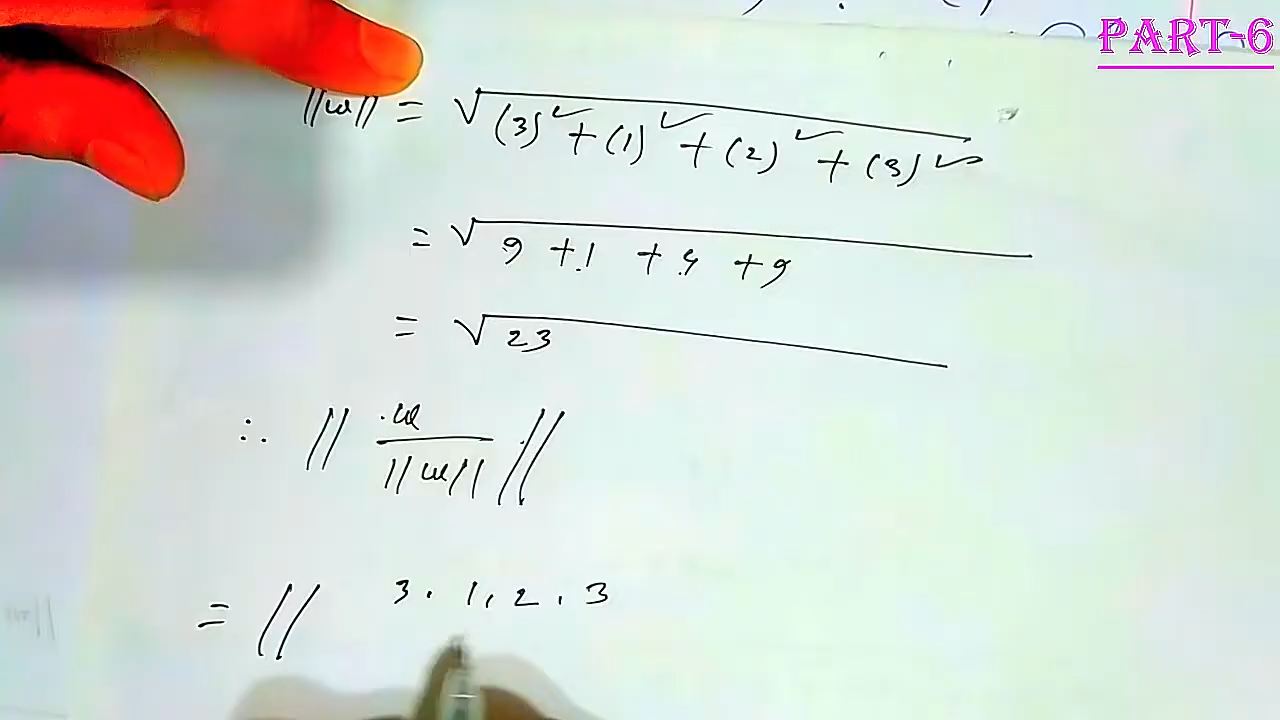 PART-6
||w|| = √(3)² + (1)² + (2)² + (3)²
= √9 + 1 + 4 + 9
= √23
∴ || w / ||w|| ||
= || 3, 1, 2, 3